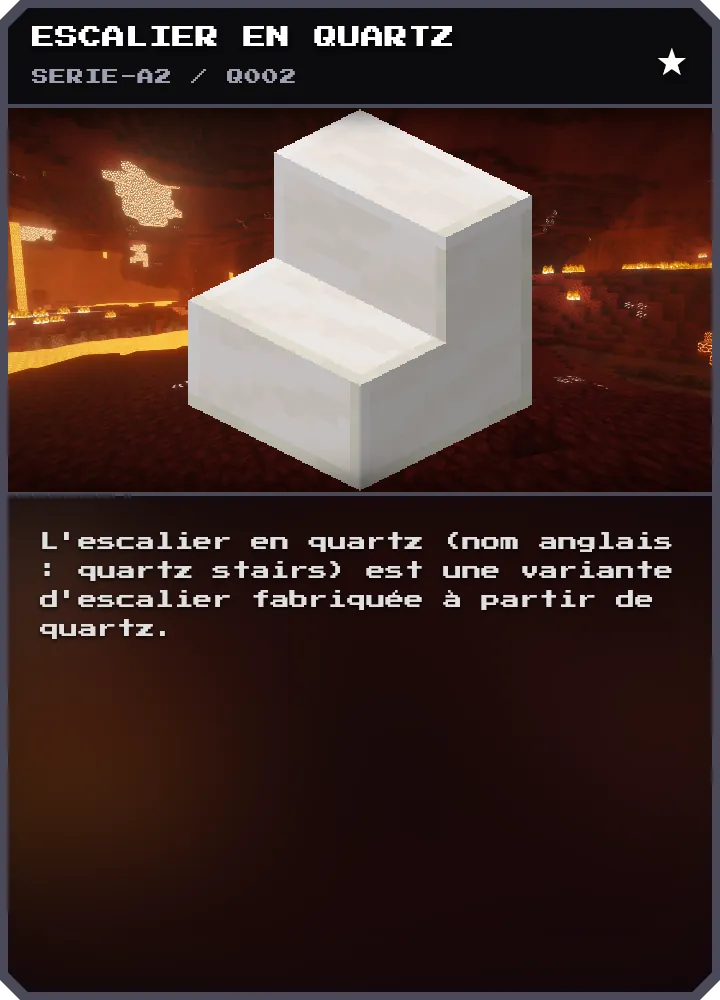 ESCALIER EN QUARTZ
SERIE-A2 / Q002
L'escalier en quartz (nom anglais
: quartz stairs) est une variante
d'escalier fabriquée à partir de
quartz.